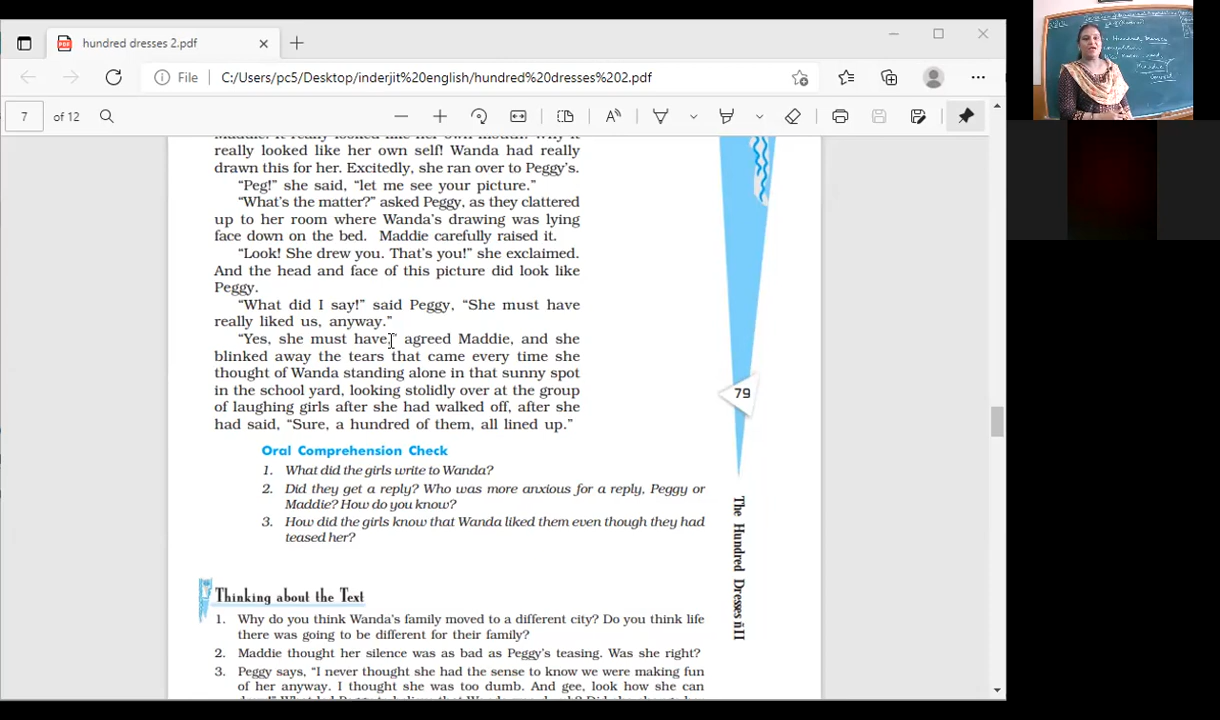 hundred dresses 2.pdf
File
C:/Users/pc5/Desktop/inderjit%20english/hundred%20dresses%202.pdf
7 of 12
really looked like her own self! Wanda had really
drawn this for her. Excitedly, she ran over to Peggy's.
"Peg!" she said, "let me see your picture."
"What's the matter?" asked Peggy, as they clattered
up to her room where Wanda's drawing was lying
face down on the bed. Maddie carefully raised it.
"Look! She drew you. That's you!" she exclaimed.
And the head and face of this picture did look like
Peggy.
"What did I say!" said Peggy, "She must have
really liked us, anyway."
"Yes, she must have," agreed Maddie, and she
blinked away the tears that came every time she
thought of Wanda standing alone in that sunny spot
in the school yard, looking stolidly over at the group
of laughing girls after she had walked off, after she
had said, "Sure, a hundred of them, all lined up."
79
Oral Comprehension Check
1. What did the girls write to Wanda?
2. Did they get a reply? Who was more anxious for a reply, Peggy or
Maddie? How do you know?
3. How did the girls know that Wanda liked them even though they had
teased her?
The Hundred Dresses ñ II
Thinking about the Text
1. Why do you think Wanda's family moved to a different city? Do you think life
there was going to be different for their family?
2. Maddie thought her silence was as bad as Peggy's teasing. Was she right?
3. Peggy says, "I never thought she had the sense to know we were making fun
of her anyway. I thought she was too dumb. And gee, look how she can